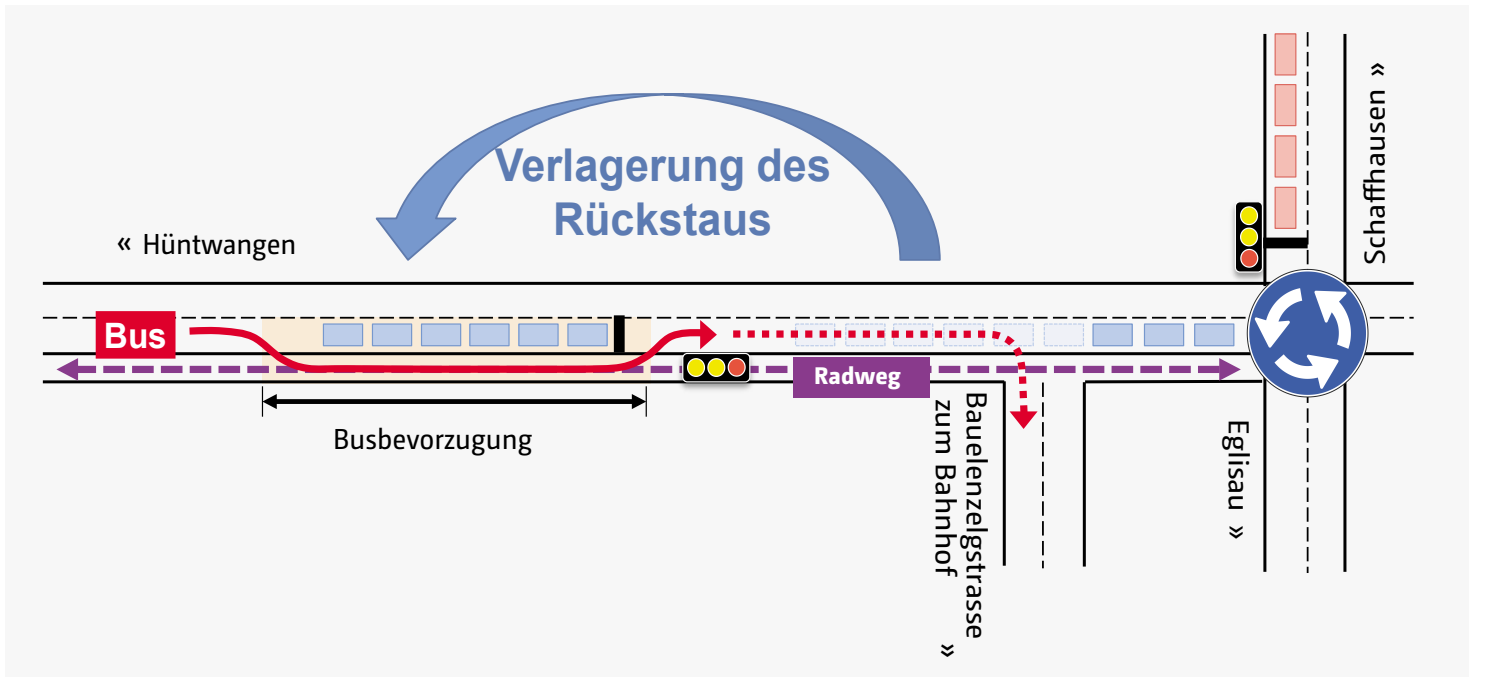 Verlagerung des
Rückstaus
« Hüntwangen
Schaffhausen »
Bus
Radweg
Busbevorzugung
Bauelenzelgstrasse
zum Bahnhof »
Eglisau »